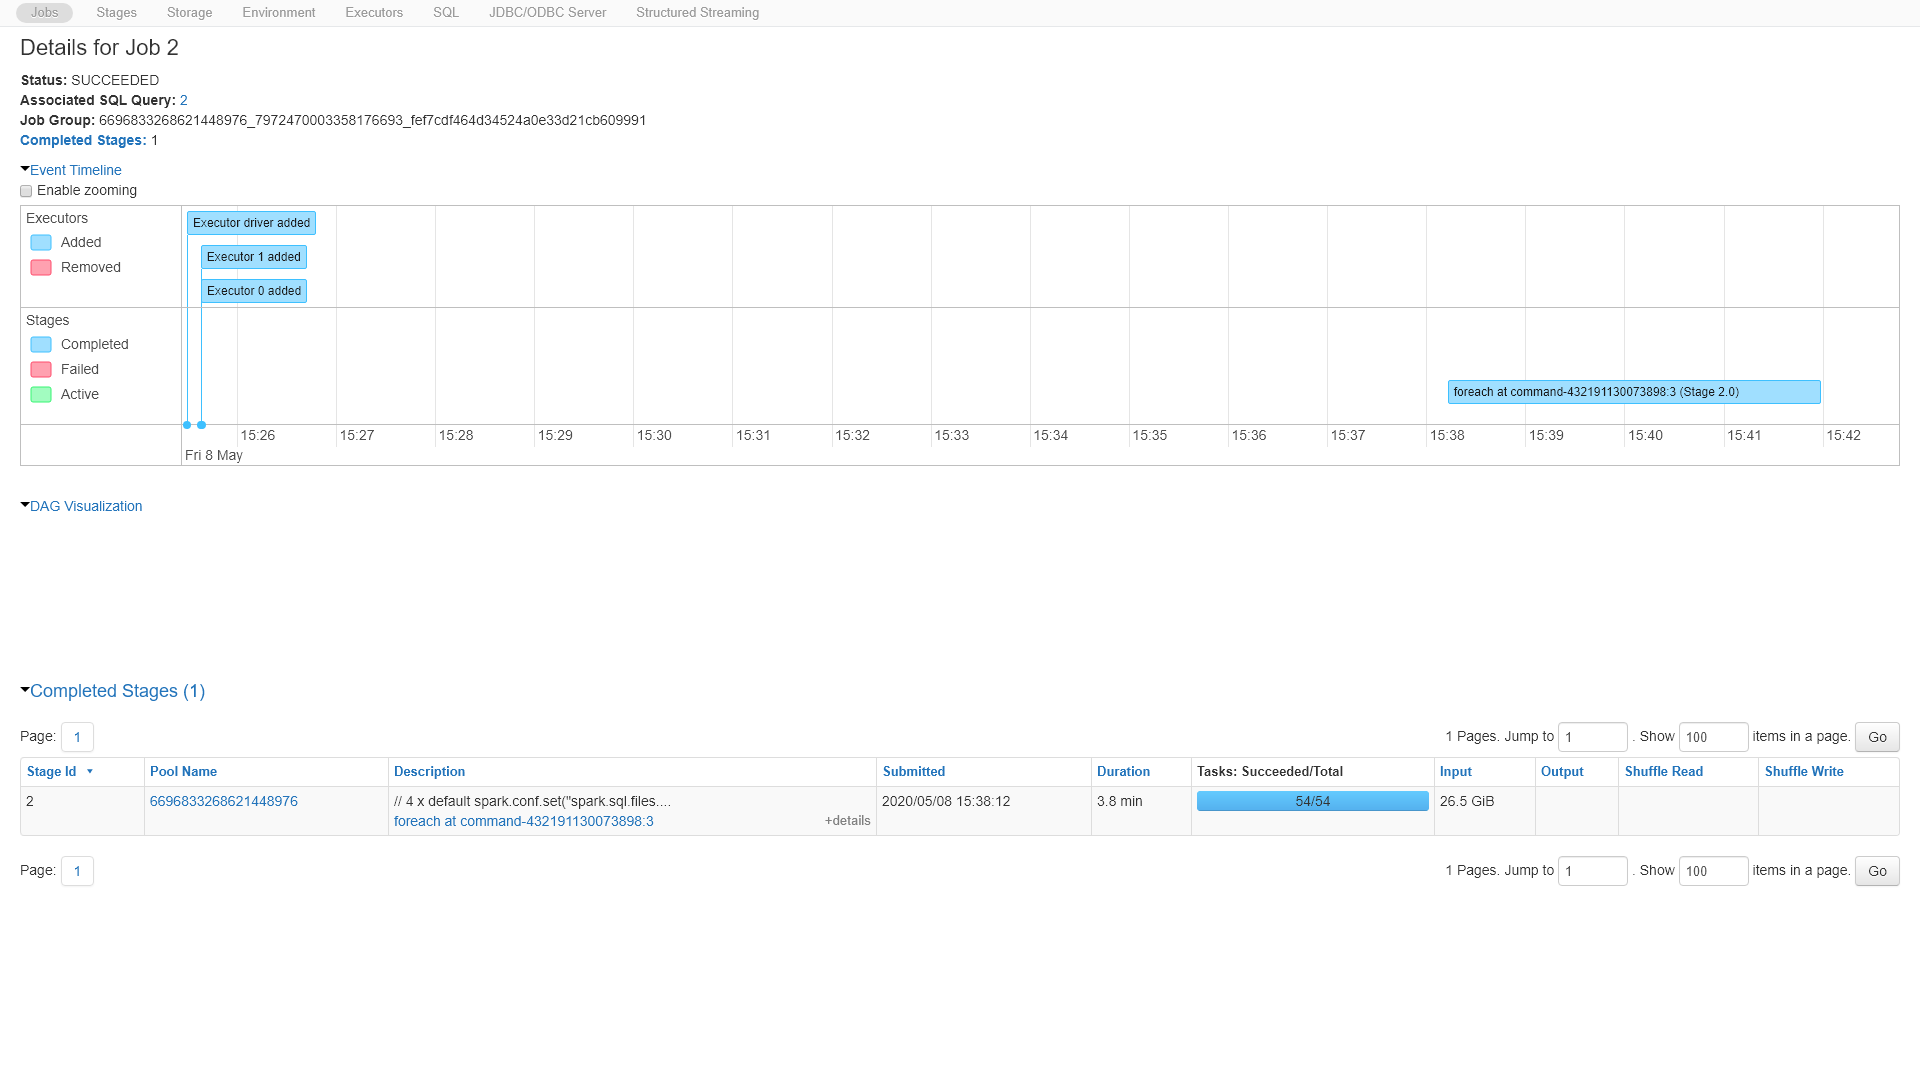 Jobs Stages Storage Environment Executors SQL JDBC/ODBC Server Structured Streaming
Details for Job 2
Status: SUCCEEDED
Associated SQL Query: 2
Job Group: 6696833268621448976_7972470003358176693_fef7cdf464d34524a0e33d21cb609991
Completed Stages: 1
Event Timeline
Enable zooming
Executors
Added
Removed
Executor driver added
Executor 1 added
Executor 0 added
Stages
Completed
Failed
Active
foreach at command-432191130073898:3 (Stage 2.0)
15:26 15:27 15:28 15:29 15:30 15:31 15:32 15:33 15:34 15:35 15:36 15:37 15:38 15:39 15:40 15:41 15:42
Fri 8 May
DAG Visualization
Completed Stages (1)
Page: 1 1 Pages. Jump to 1 . Show 100 items in a page. Go
Stage Id Pool Name Description Submitted Duration Tasks: Succeeded/Total Input Output Shuffle Read Shuffle Write
2 6696833268621448976 // 4 x default spark.conf.set("spark.sql.files.... 2020/05/08 15:38:12 3.8 min 54/54 26.5 GiB
foreach at command-432191130073898:3 +details
Page: 1 1 Pages. Jump to 1 . Show 100 items in a page. Go